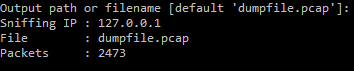 Output path or filename [default 'dumpfile.pcap']:
Sniffing IP : 127.0.0.1
File        : dumpfile.pcap
Packets     : 2473